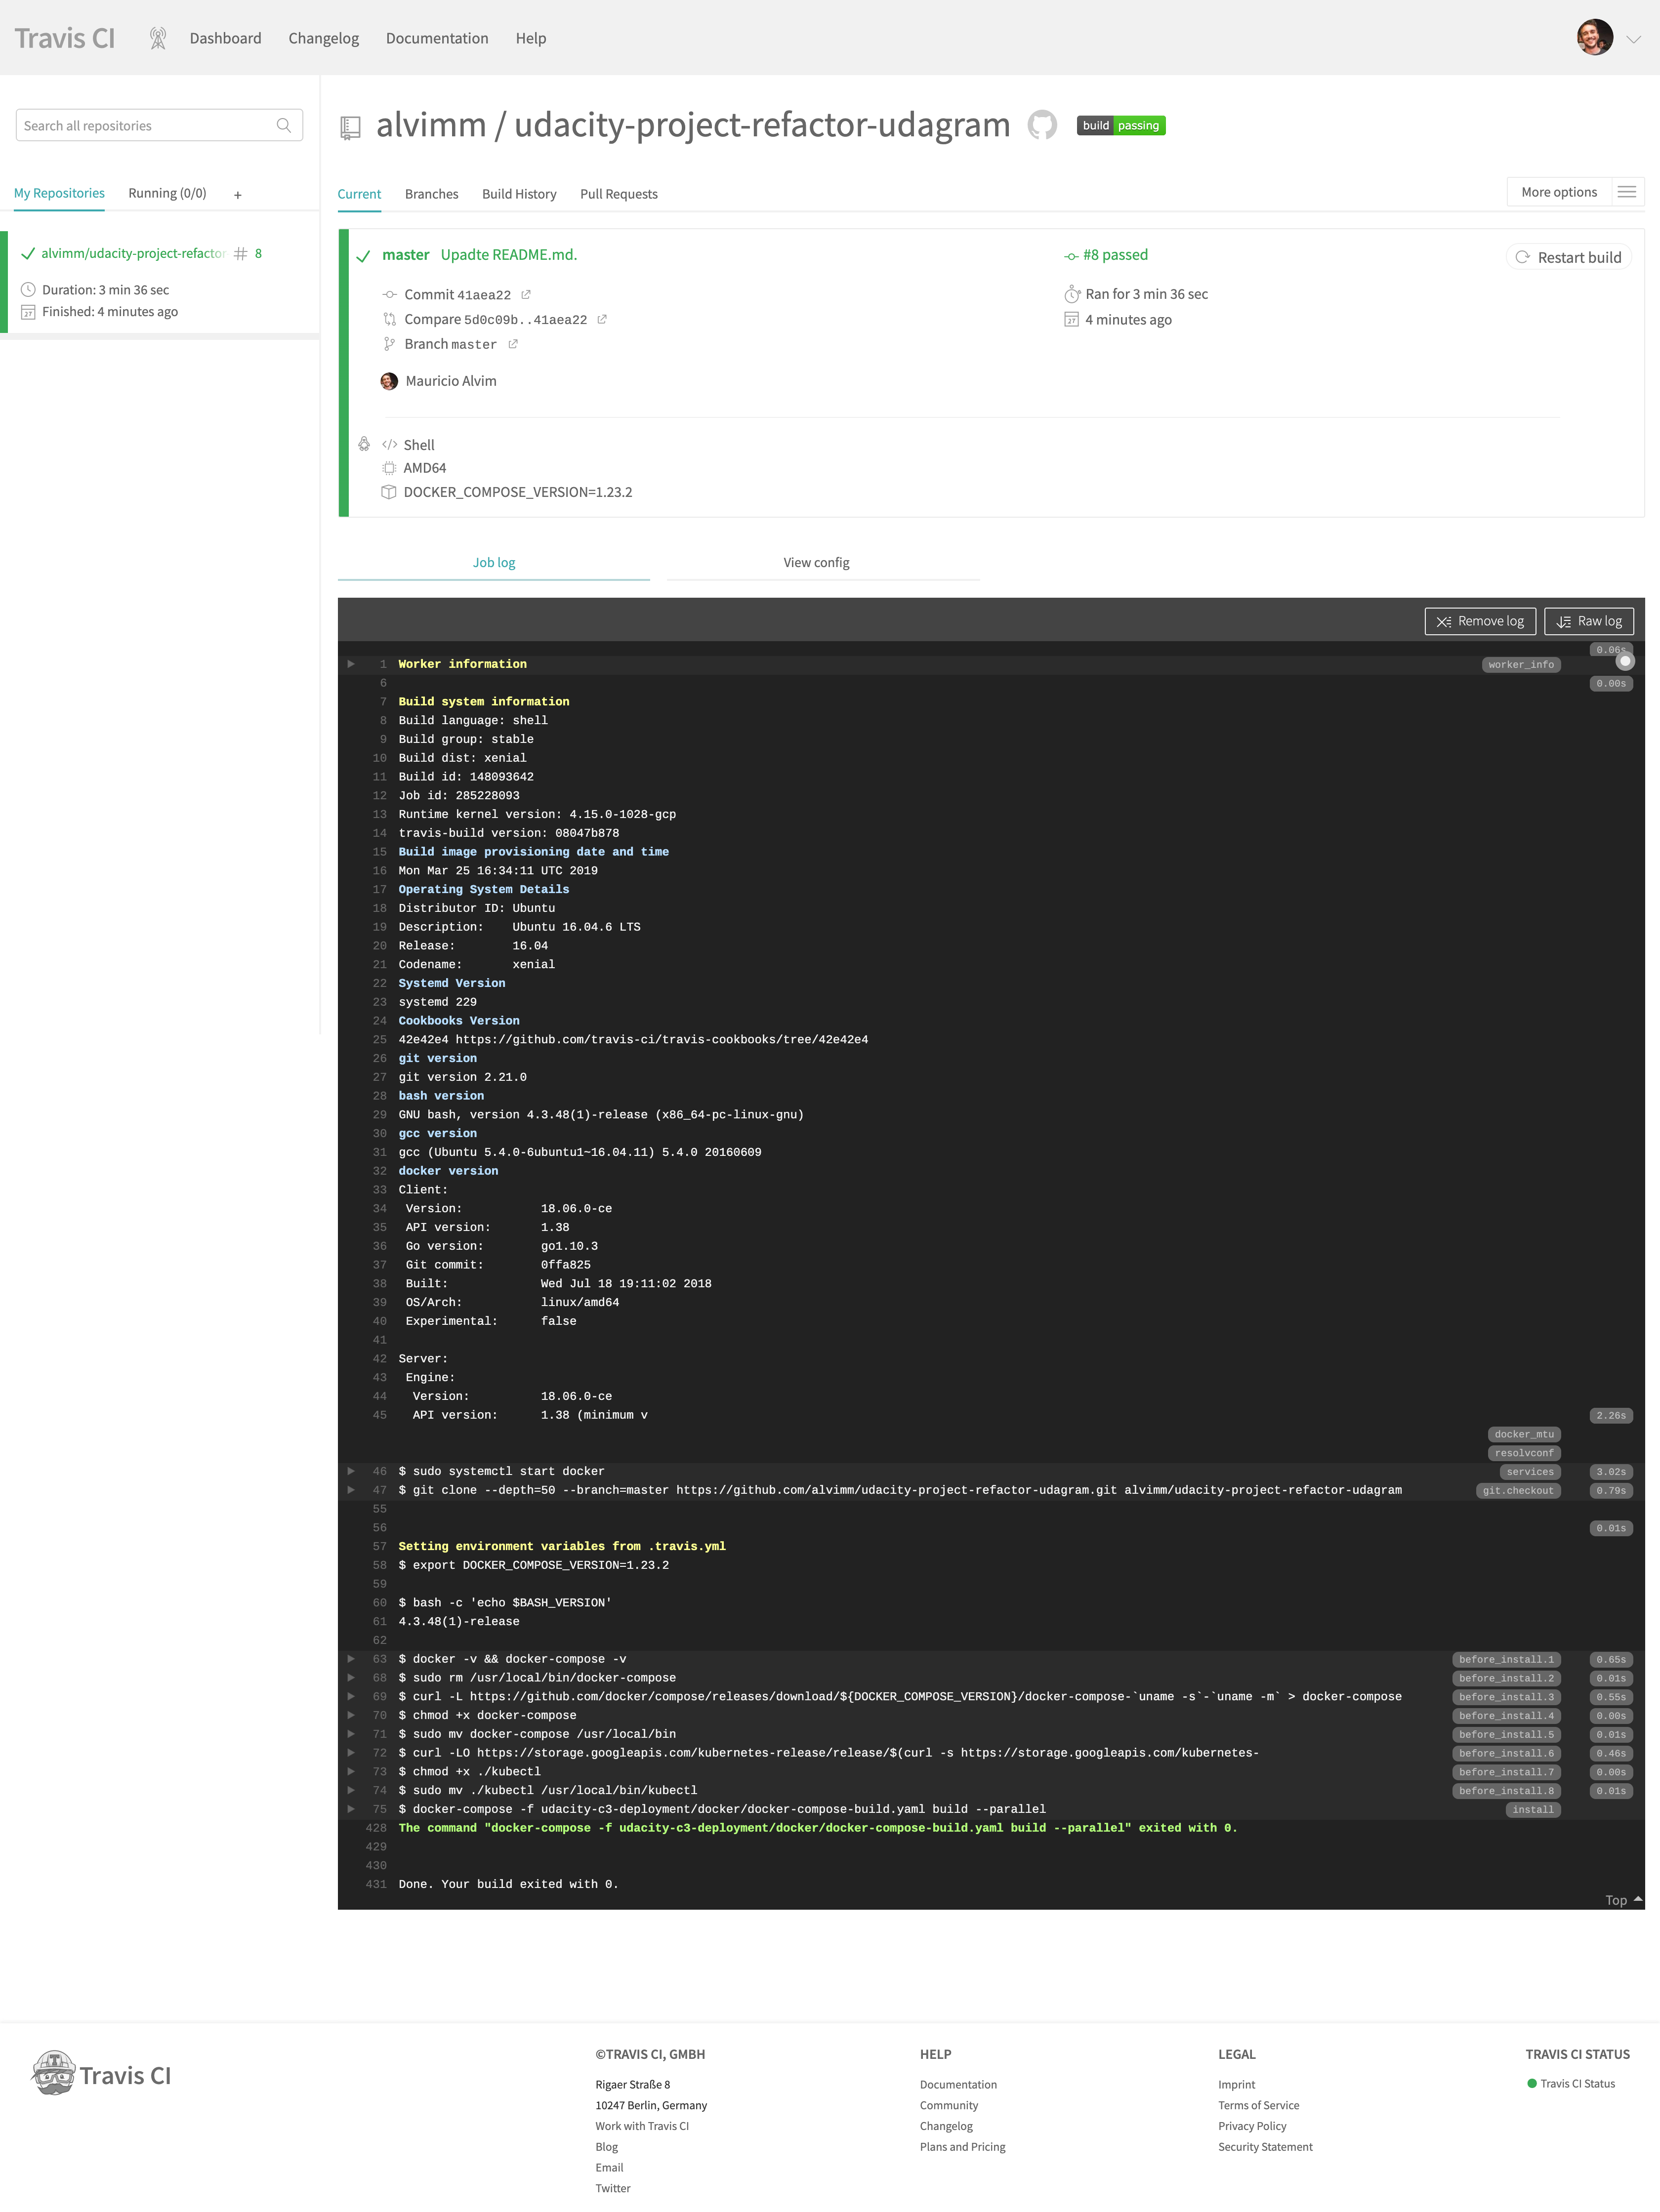 Travis CI
Dashboard
Changelog
Documentation
Help
Search all repositories
My Repositories
Running (0/0)
+
alvimm/udacity-project-refactor
# 8
Duration: 3 min 36 sec
Finished: 4 minutes ago
alvimm / udacity-project-refactor-udagram
build passing
Current
Branches
Build History
Pull Requests
More options
master Upadte README.md.
Commit 41aea22
Compare 5d0c09b..41aea22
Branch master
Mauricio Alvim
#8 passed
Ran for 3 min 36 sec
4 minutes ago
Restart build
Shell
AMD64
DOCKER_COMPOSE_VERSION=1.23.2
Job log
View config
Remove log
Raw log
0.06s
1 Worker information worker_info
6 0.00s
7 Build system information
8 Build language: shell
9 Build group: stable
10 Build dist: xenial
11 Build id: 148093642
12 Job id: 285228093
13 Runtime kernel version: 4.15.0-1028-gcp
14 travis-build version: 08047b878
15 Build image provisioning date and time
16 Mon Mar 25 16:34:11 UTC 2019
17 Operating System Details
18 Distributor ID: Ubuntu
19 Description: Ubuntu 16.04.6 LTS
20 Release: 16.04
21 Codename: xenial
22 Systemd Version
23 systemd 229
24 Cookbooks Version
25 42e42e4 https://github.com/travis-ci/travis-cookbooks/tree/42e42e4
26 git version
27 git version 2.21.0
28 bash version
29 GNU bash, version 4.3.48(1)-release (x86_64-pc-linux-gnu)
30 gcc version
31 gcc (Ubuntu 5.4.0-6ubuntu1~16.04.11) 5.4.0 20160609
32 docker version
33 Client:
34 Version: 18.06.0-ce
35 API version: 1.38
36 Go version: go1.10.3
37 Git commit: 0ffa825
38 Built: Wed Jul 18 19:11:02 2018
39 OS/Arch: linux/amd64
40 Experimental: false
41
42 Server:
43 Engine:
44 Version: 18.06.0-ce
45 API version: 1.38 (minimum v 2.26s
docker_mtu
resolvconf
46 $ sudo systemctl start docker services 3.02s
47 $ git clone --depth=50 --branch=master https://github.com/alvimm/udacity-project-refactor-udagram.git alvimm/udacity-project-refactor-udagram git.checkout 0.79s
55
56 0.01s
57 Setting environment variables from .travis.yml
58 $ export DOCKER_COMPOSE_VERSION=1.23.2
59
60 $ bash -c 'echo $BASH_VERSION'
61 4.3.48(1)-release
62
63 $ docker -v && docker-compose -v before_install.1 0.65s
68 $ sudo rm /usr/local/bin/docker-compose before_install.2 0.01s
69 $ curl -L https://github.com/docker/compose/releases/download/${DOCKER_COMPOSE_VERSION}/docker-compose-`uname -s`-`uname -m` > docker-compose before_install.3 0.55s
70 $ chmod +x docker-compose before_install.4 0.00s
71 $ sudo mv docker-compose /usr/local/bin before_install.5 0.01s
72 $ curl -LO https://storage.googleapis.com/kubernetes-release/release/$(curl -s https://storage.googleapis.com/kubernetes- before_install.6 0.46s
73 $ chmod +x ./kubectl before_install.7 0.00s
74 $ sudo mv ./kubectl /usr/local/bin/kubectl before_install.8 0.01s
75 $ docker-compose -f udacity-c3-deployment/docker/docker-compose-build.yaml build --parallel install
428 The command "docker-compose -f udacity-c3-deployment/docker/docker-compose-build.yaml build --parallel" exited with 0.
429
430
431 Done. Your build exited with 0.
Top
Travis CI
©TRAVIS CI, GMBH
Rigaer Straße 8
10247 Berlin, Germany
Work with Travis CI
Blog
Email
Twitter
HELP
Documentation
Community
Changelog
Plans and Pricing
LEGAL
Imprint
Terms of Service
Privacy Policy
Security Statement
TRAVIS CI STATUS
Travis CI Status